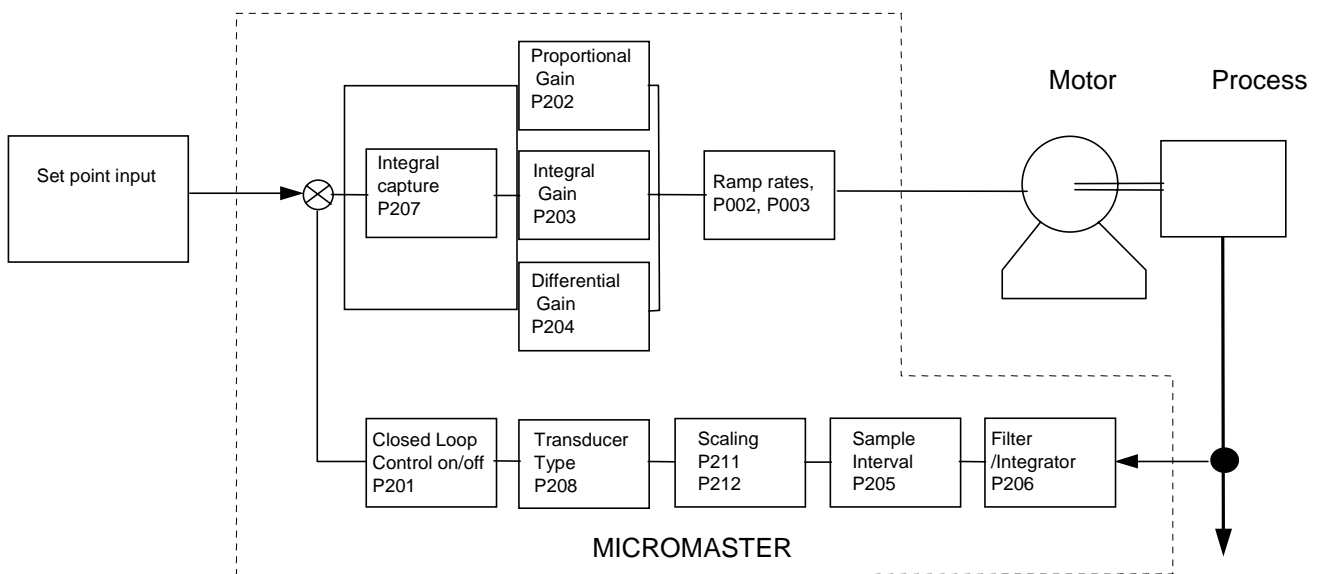 Proportional
Gain
P202
Motor
Process
Set point input
Integral
capture
P207
Integral
Gain
P203
Ramp rates,
P002, P003
Differential
Gain
P204
Closed Loop
Control on/off
P201
Transducer
Type
P208
Scaling
P211
P212
Sample
Interval
P205
Filter
/Integrator
P206
MICROMASTER